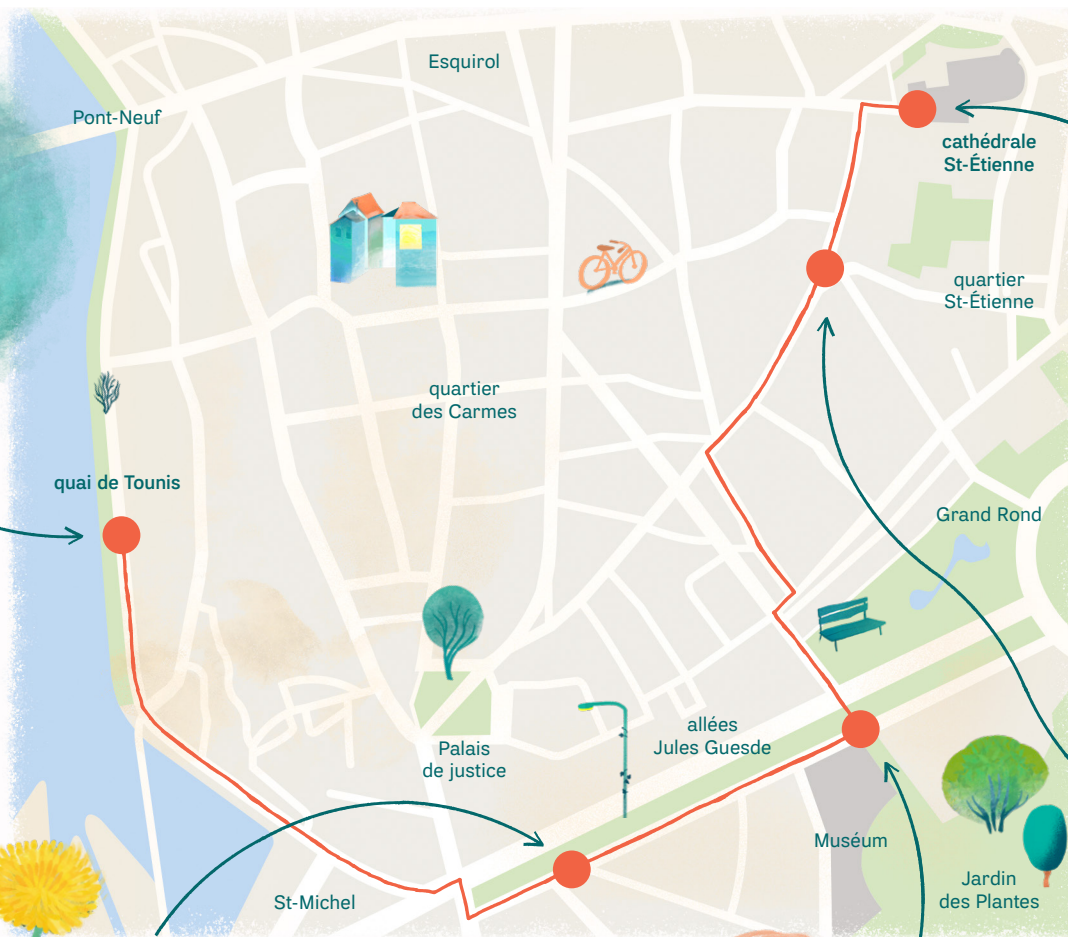 Esquirol
Pont-Neuf
cathédrale
St-Étienne
quartier
St-Étienne
quartier
des Carmes
quai de Tounis
Grand Rond
allées
Jules Guesde
Palais
de justice
Muséum
Jardin
des Plantes
St-Michel